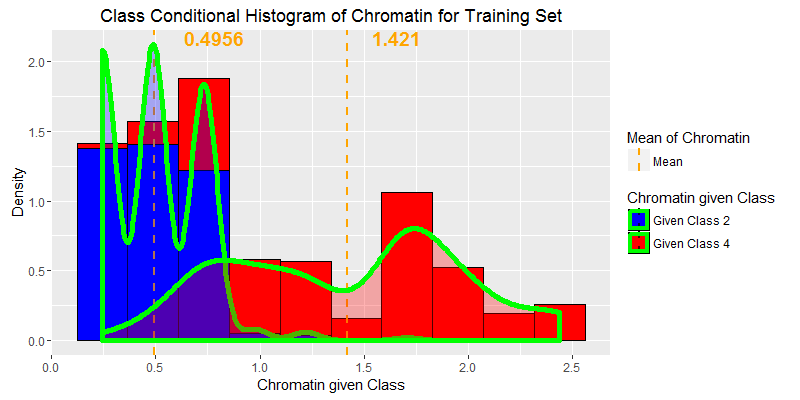 Class Conditional Histogram of Chromatin for Training Set
0.4956
1.421
2.0
1.5
1.0
0.5
0.0
Density
0.0 0.5 1.0 1.5 2.0 2.5
Chromatin given Class
Mean of Chromatin
Mean
Chromatin given Class
Given Class 2
Given Class 4